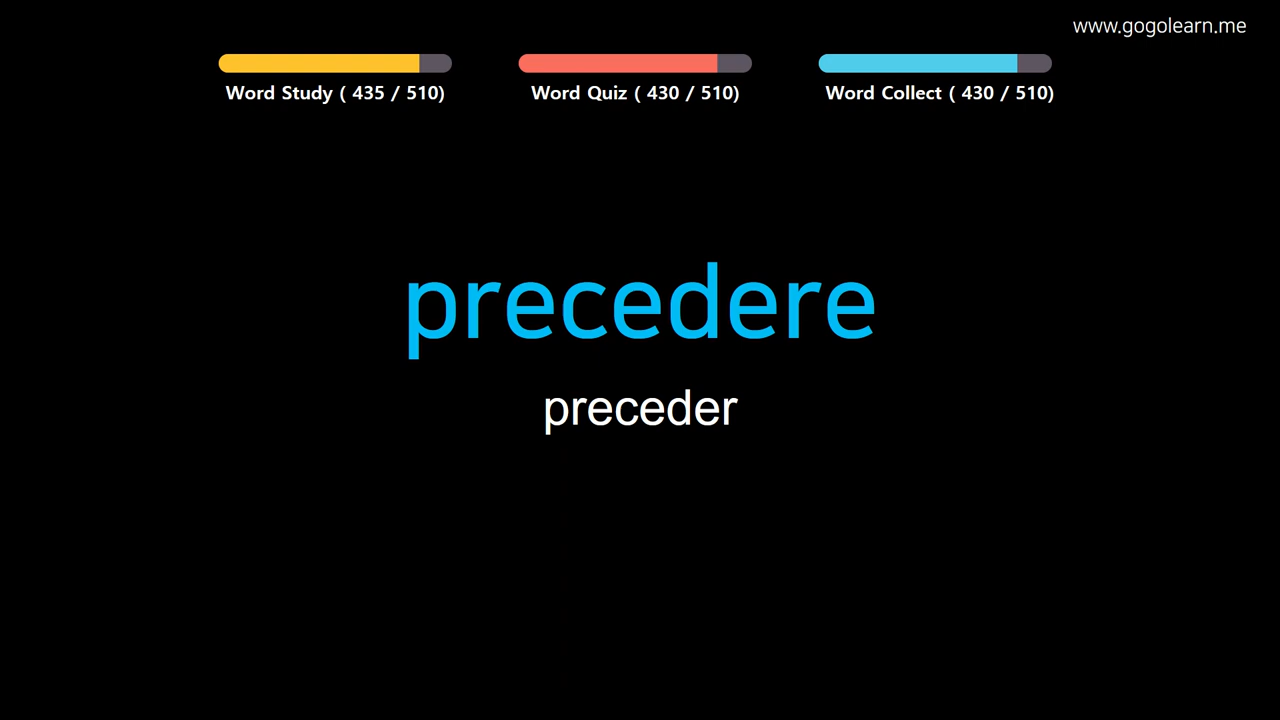 www.gogolearn.me
Word Study ( 435 / 510)
Word Quiz ( 430 / 510)
Word Collect ( 430 / 510)
precedere
preceder